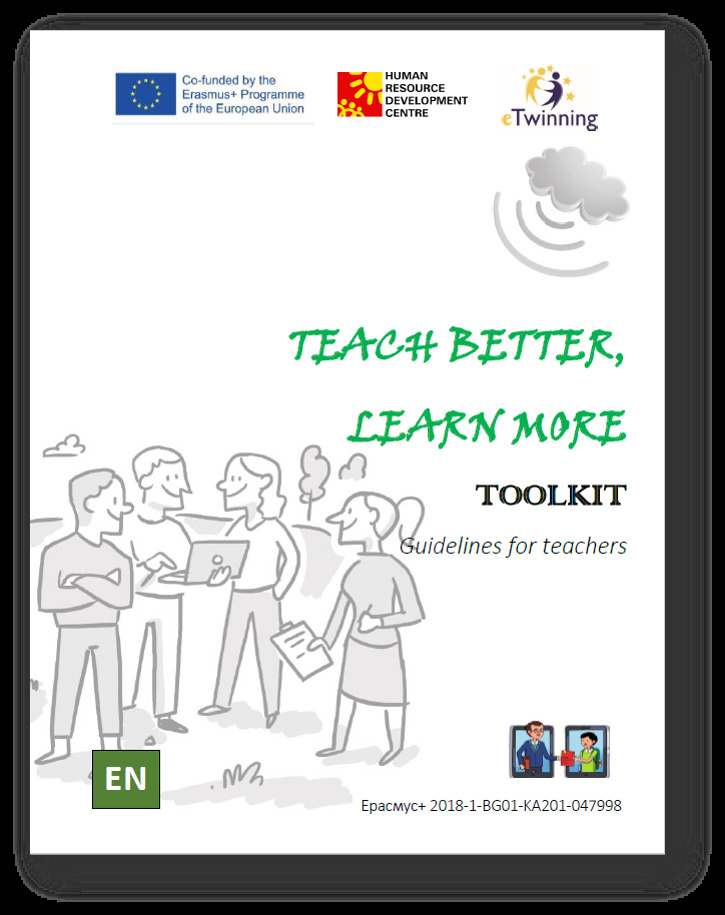 Co-funded by the
Erasmus+ Programme
of the European Union
HUMAN
RESOURCE
DEVELOPMENT
CENTRE
eTwinning
TEACH BETTER,
LEARN MORE
TOOLKIT
Guidelines for teachers
EN
Ерасмус+ 2018-1-BG01-KA201-047998